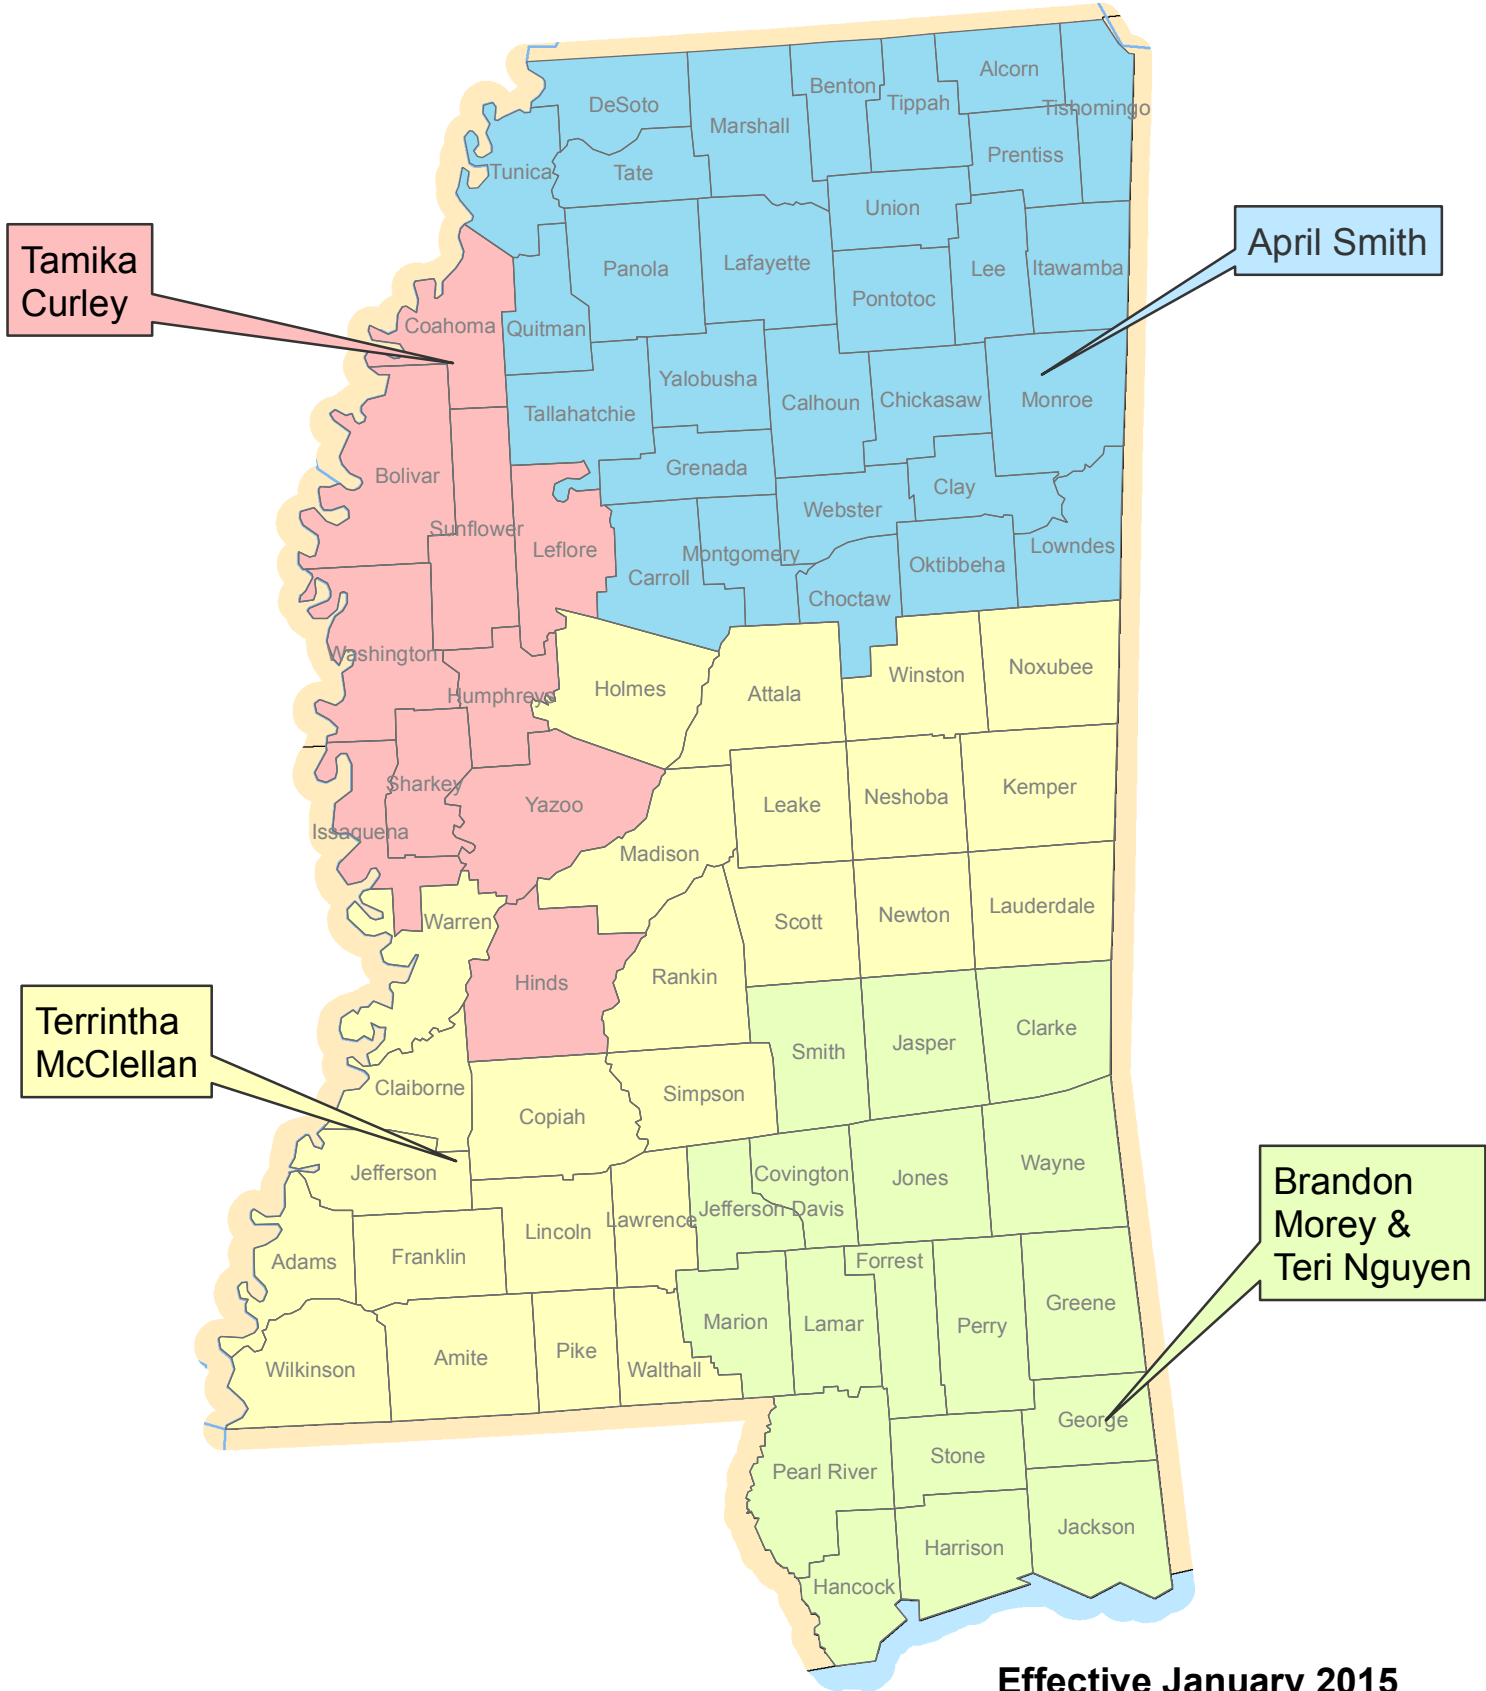 Alcorn
Benton
Tippah
DeSoto
Tishomingo
Marshall
Prentiss
Tunica
Tate
Union
April Smith
Tamika
Curley
Panola
Lafayette
Lee
Itawamba
Pontotoc
Coahoma
Quitman
Yalobusha
Calhoun
Chickasaw
Monroe
Tallahatchie
Bolivar
Grenada
Clay
Webster
Sunflower
Leflore
Montgomery
Lowndes
Carroll
Oktibbeha
Choctaw
Washington
Humphreys
Holmes
Attala
Winston
Noxubee
Sharkey
Yazoo
Leake
Neshoba
Kemper
Issaquena
Madison
Warren
Scott
Newton
Lauderdale
Hinds
Rankin
Terrintha
McClellan
Smith
Jasper
Clarke
Claiborne
Copiah
Simpson
Jefferson
Covington
Jones
Wayne
Lawrence
Jefferson Davis
Brandon
Morey &
Teri Nguyen
Adams
Franklin
Lincoln
Forrest
Marion
Lamar
Perry
Greene
Wilkinson
Amite
Pike
Walthall
George
Pearl River
Stone
Harrison
Jackson
Hancock
Effective January 2015